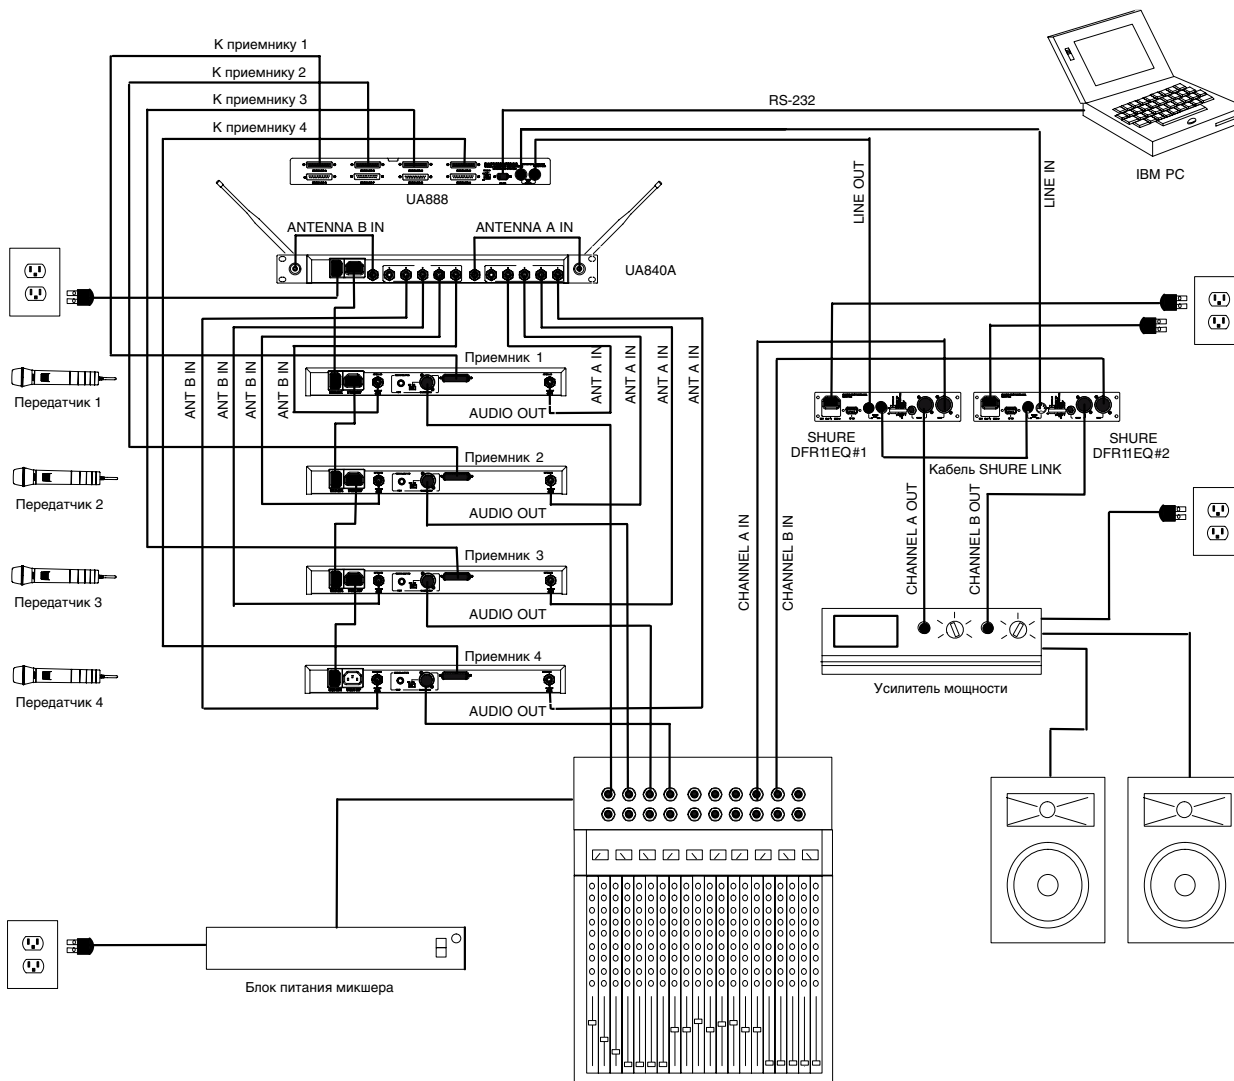 К приемнику 1
К приемнику 2
К приемнику 3
К приемнику 4
RS-232
IBM PC
UA888
LINE OUT
LINE IN
ANTENNA B IN
ANTENNA A IN
UA840A
ANT B IN
ANT B IN
ANT B IN
ANT B IN
ANT A IN
ANT A IN
ANT A IN
ANT A IN
Приемник 1
AUDIO OUT
Передатчик 1
Приемник 2
AUDIO OUT
Передатчик 2
Приемник 3
AUDIO OUT
Передатчик 3
Приемник 4
AUDIO OUT
Передатчик 4
SHURE
DFR11EQ#1
SHURE
DFR11EQ#2
Кабель SHURE LINK
CHANNEL A IN
CHANNEL B IN
CHANNEL A OUT
CHANNEL B OUT
Усилитель мощности
Блок питания микшера